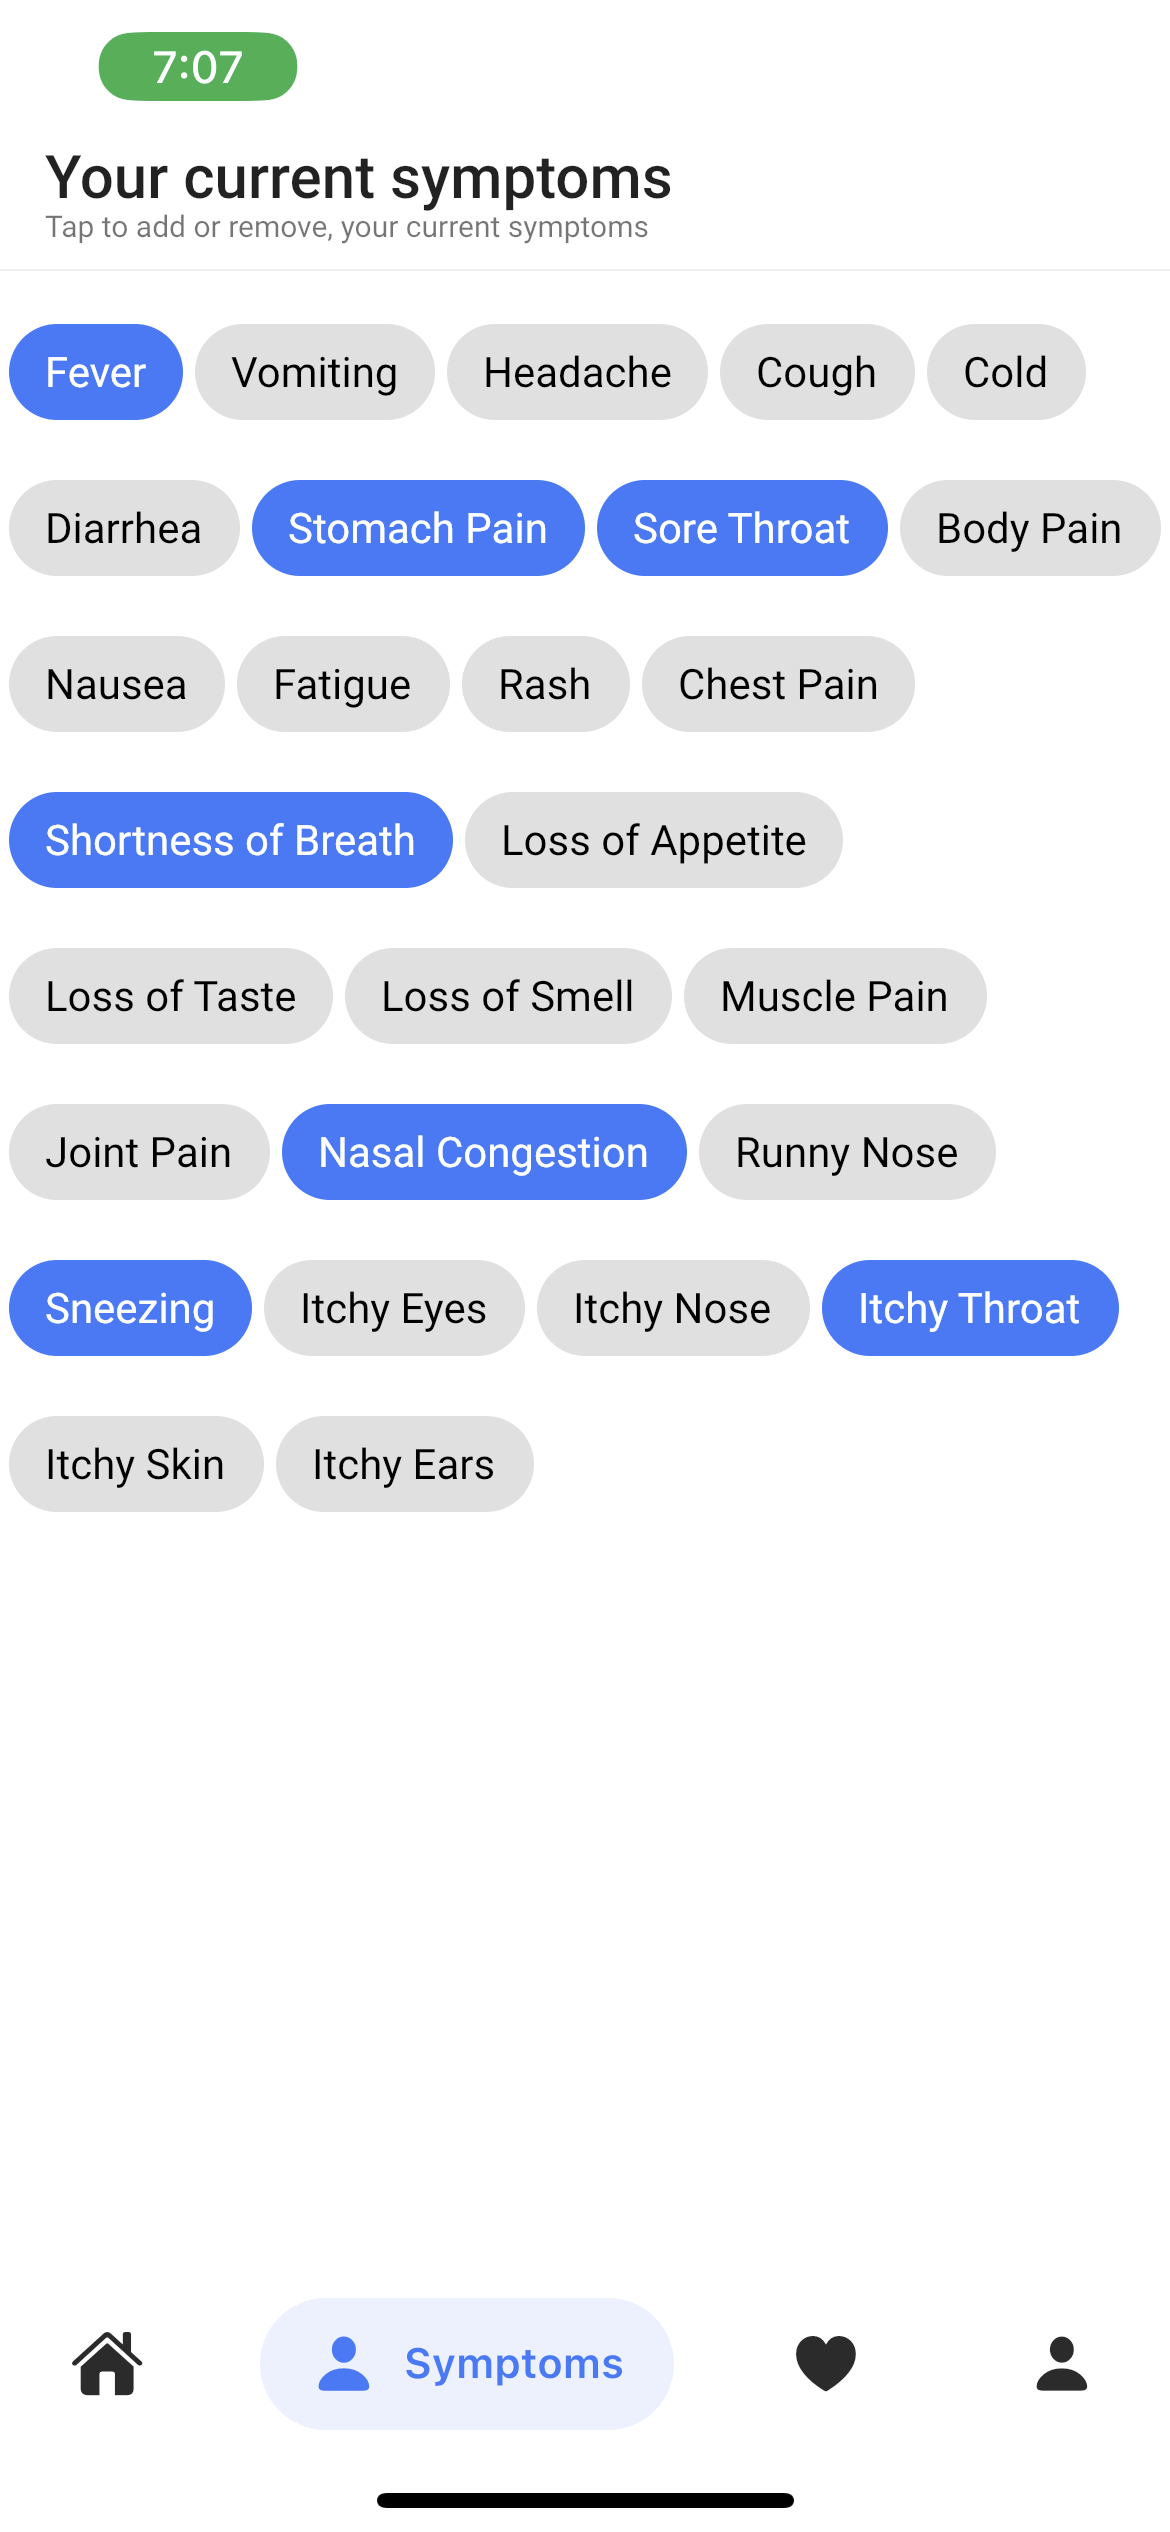 7:07
Your current symptoms
Tap to add or remove, your current symptoms
Fever Vomiting Headache Cough Cold
Diarrhea Stomach Pain Sore Throat Body Pain
Nausea Fatigue Rash Chest Pain
Shortness of Breath Loss of Appetite
Loss of Taste Loss of Smell Muscle Pain
Joint Pain Nasal Congestion Runny Nose
Sneezing Itchy Eyes Itchy Nose Itchy Throat
Itchy Skin Itchy Ears
Symptoms